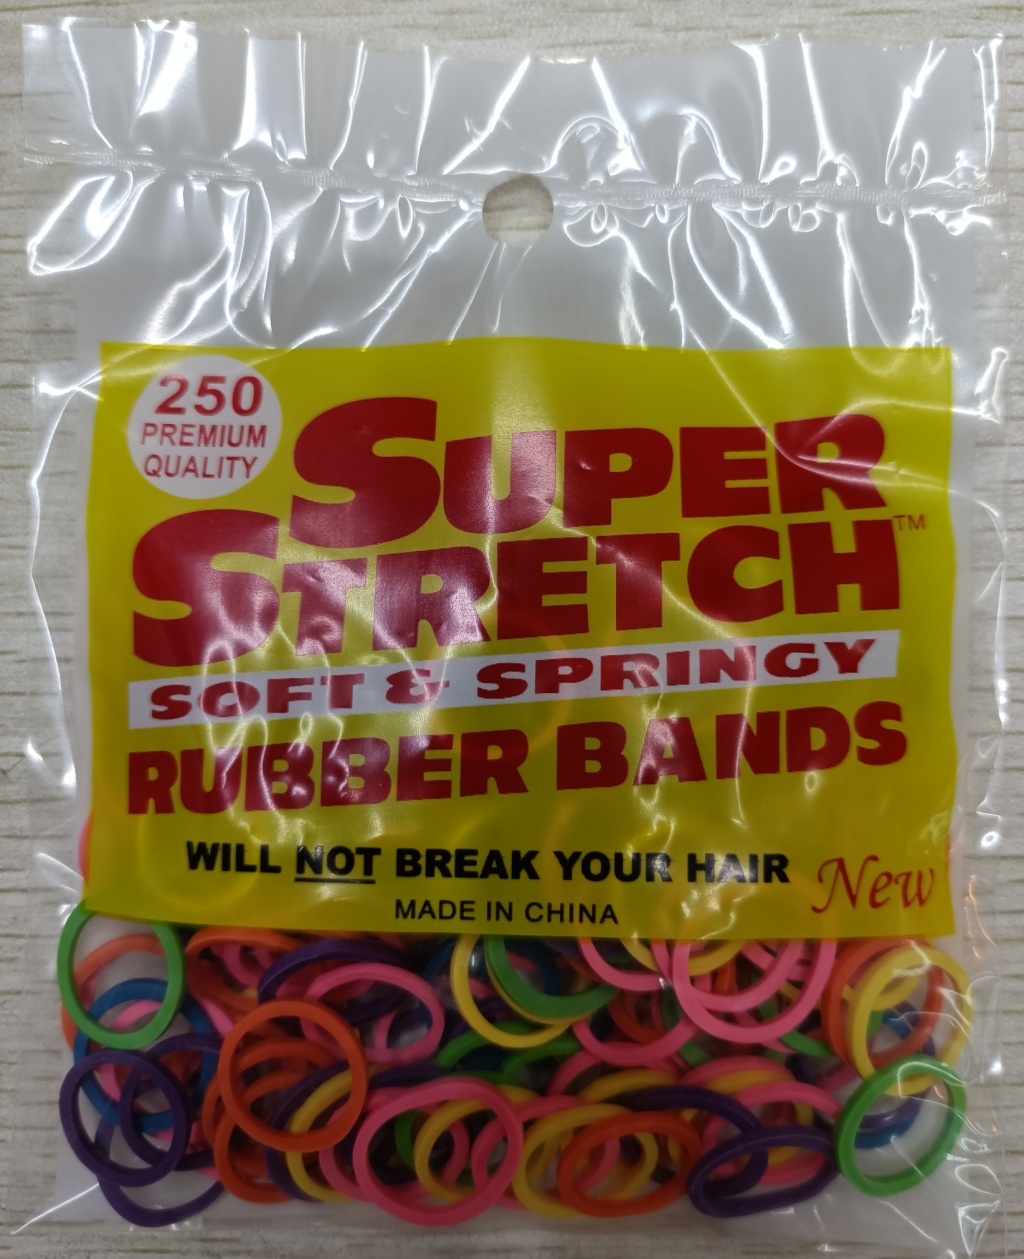 250
PREMIUM
QUALITY
SUPER
STRETCH™
SOFT & SPRINGY
RUBBER BANDS
WILL NOT BREAK YOUR HAIR
New
MADE IN CHINA